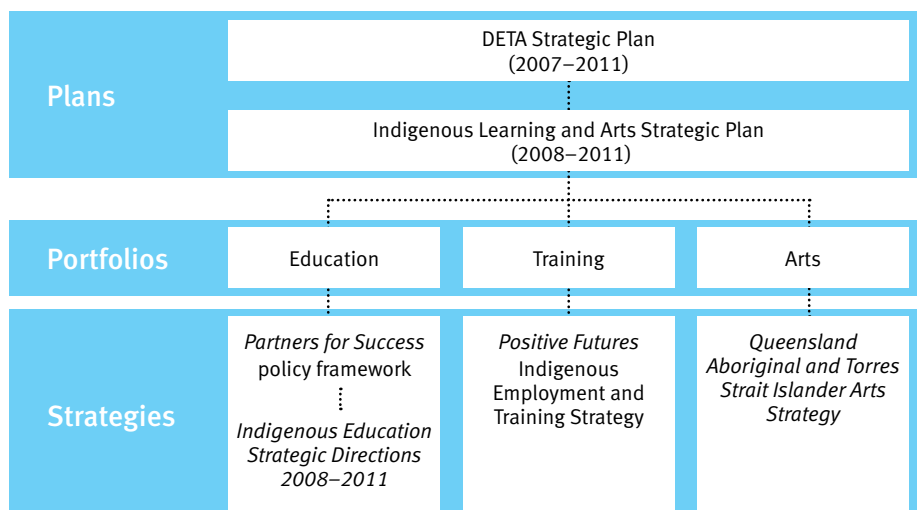 Plans
DETA Strategic Plan
(2007–2011)
Indigenous Learning and Arts Strategic Plan
(2008–2011)
Portfolios
Education
Training
Arts
Strategies
Partners for Success
policy framework
Indigenous Education
Strategic Directions
2008–2011
Positive Futures
Indigenous
Employment and
Training Strategy
Queensland
Aboriginal and Torres
Strait Islander Arts
Strategy